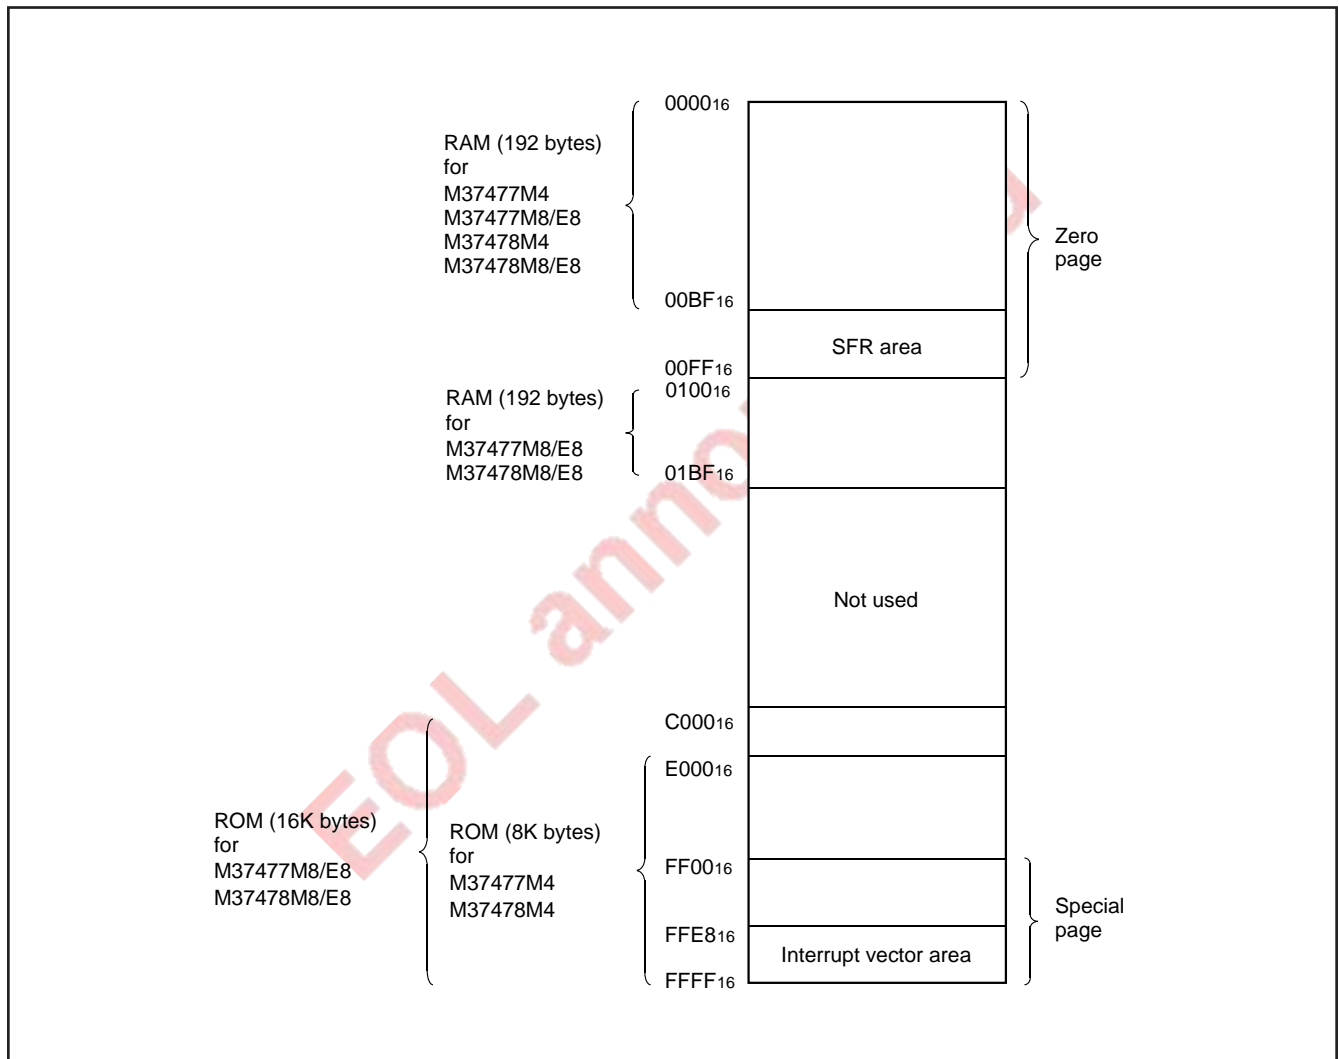 0000₁₆
RAM (192 bytes)
for
M37477M4
M37477M8/E8
M37478M4
M37478M8/E8
Zero
page
00BF₁₆
SFR area
00FF₁₆
0100₁₆
RAM (192 bytes)
for
M37477M8/E8
M37478M8/E8
01BF₁₆
Not used
C000₁₆
E000₁₆
ROM (16K bytes)
for
M37477M8/E8
M37478M8/E8
ROM (8K bytes)
for
M37477M4
M37478M4
FF00₁₆
Special
page
FFE8₁₆
Interrupt vector area
FFFF₁₆
EOL